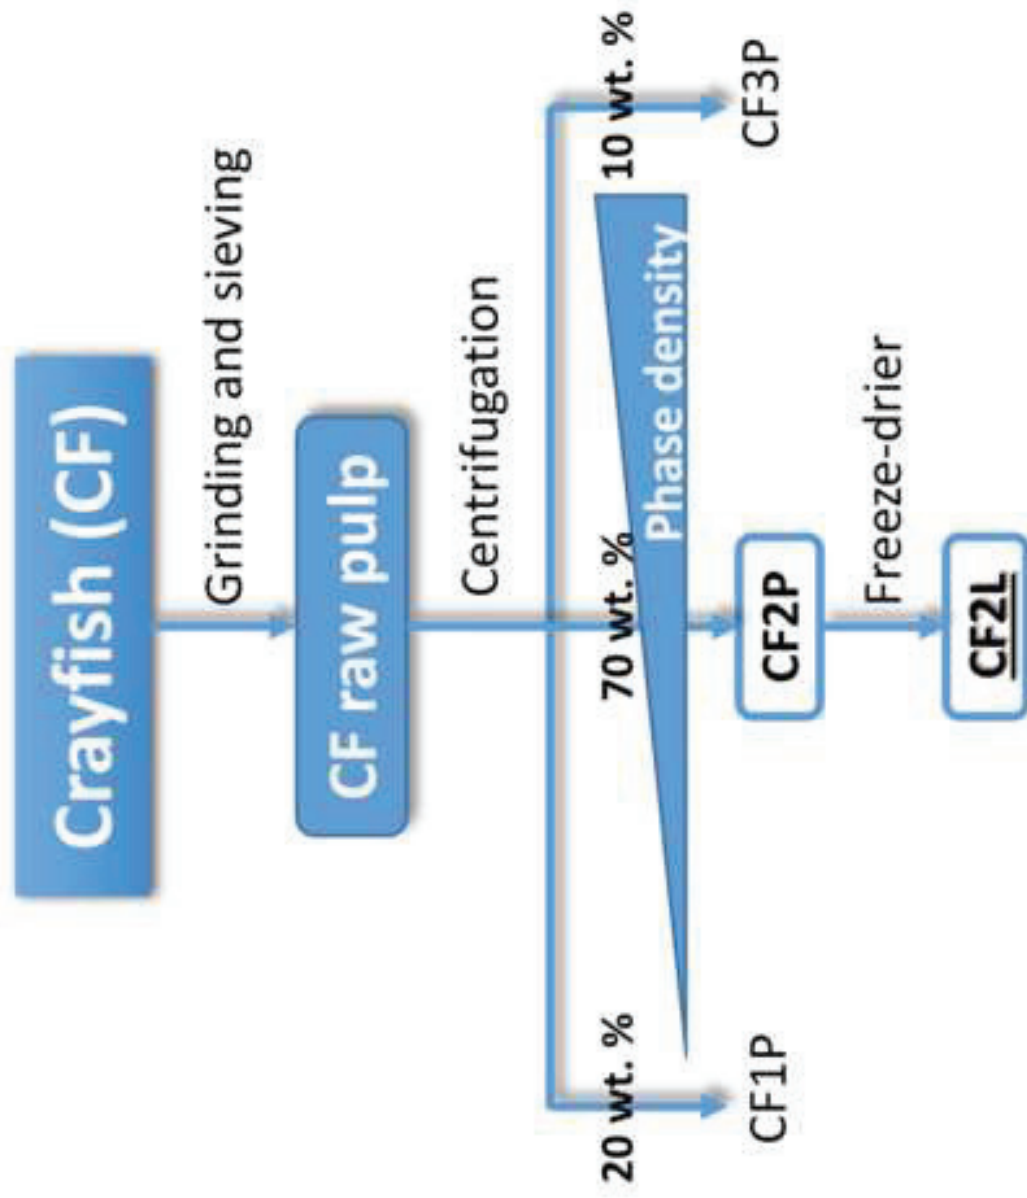 Crayfish (CF)
Grinding and sieving
CF raw pulp
Centrifugation
20 wt. %
70 wt. %
10 wt. %
Phase density
CF1P
CF2P
CF3P
Freeze-drier
CF2L